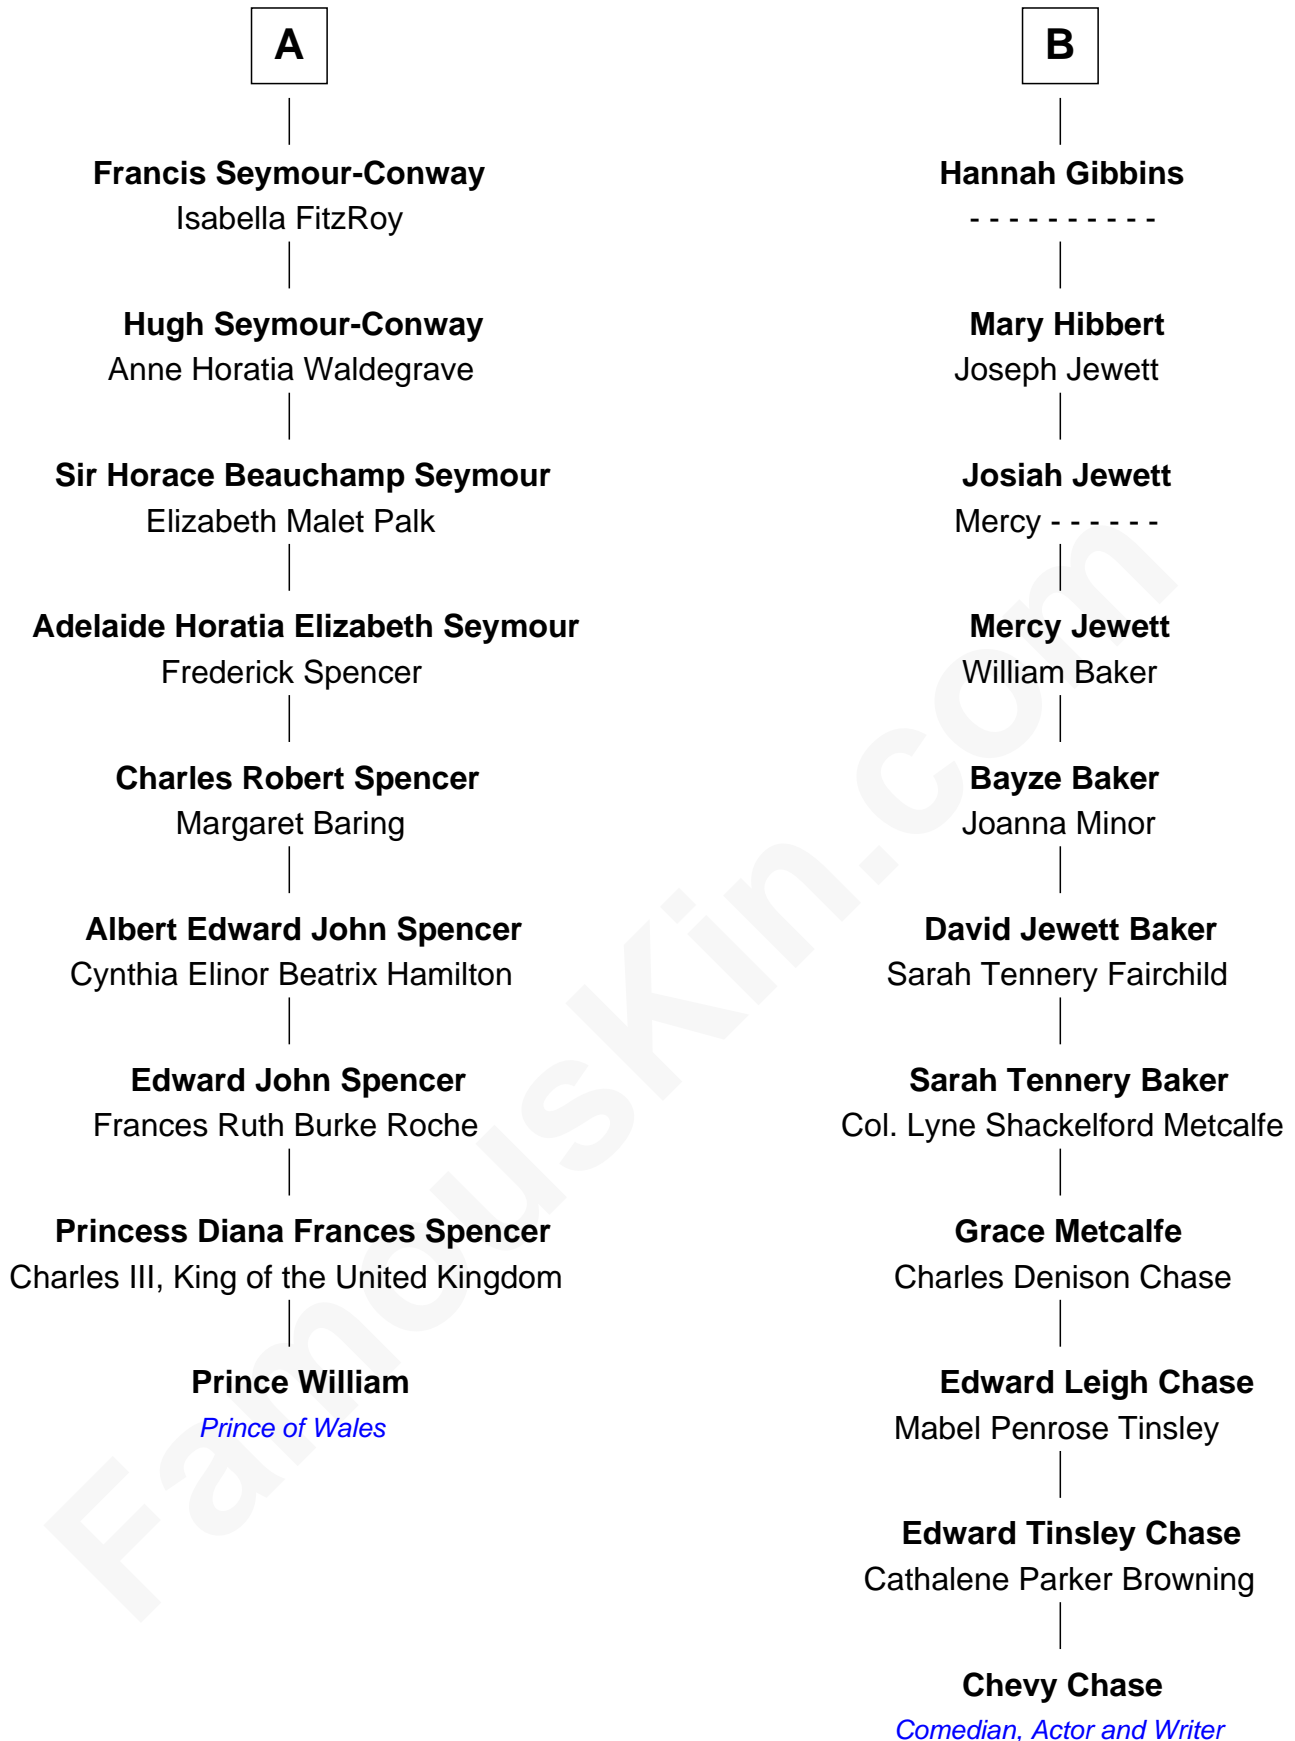 A
Francis Seymour-Conway
Isabella FitzRoy
Hugh Seymour-Conway
Anne Horatia Waldegrave
Sir Horace Beauchamp Seymour
Elizabeth Malet Palk
Adelaide Horatia Elizabeth Seymour
Frederick Spencer
Charles Robert Spencer
Margaret Baring
Albert Edward John Spencer
Cynthia Elinor Beatrix Hamilton
Edward John Spencer
Frances Ruth Burke Roche
Princess Diana Frances Spencer
Charles III, King of the United Kingdom
Prince William
Prince of Wales
B
Hannah Gibbins
- - - - - - - - - -
Mary Hibbert
Joseph Jewett
Josiah Jewett
Mercy - - - - - -
Mercy Jewett
William Baker
Bayze Baker
Joanna Minor
David Jewett Baker
Sarah Tennery Fairchild
Sarah Tennery Baker
Col. Lyne Shackelford Metcalfe
Grace Metcalfe
Charles Denison Chase
Edward Leigh Chase
Mabel Penrose Tinsley
Edward Tinsley Chase
Cathalene Parker Browning
Chevy Chase
Comedian, Actor and Writer
FamousKin.com